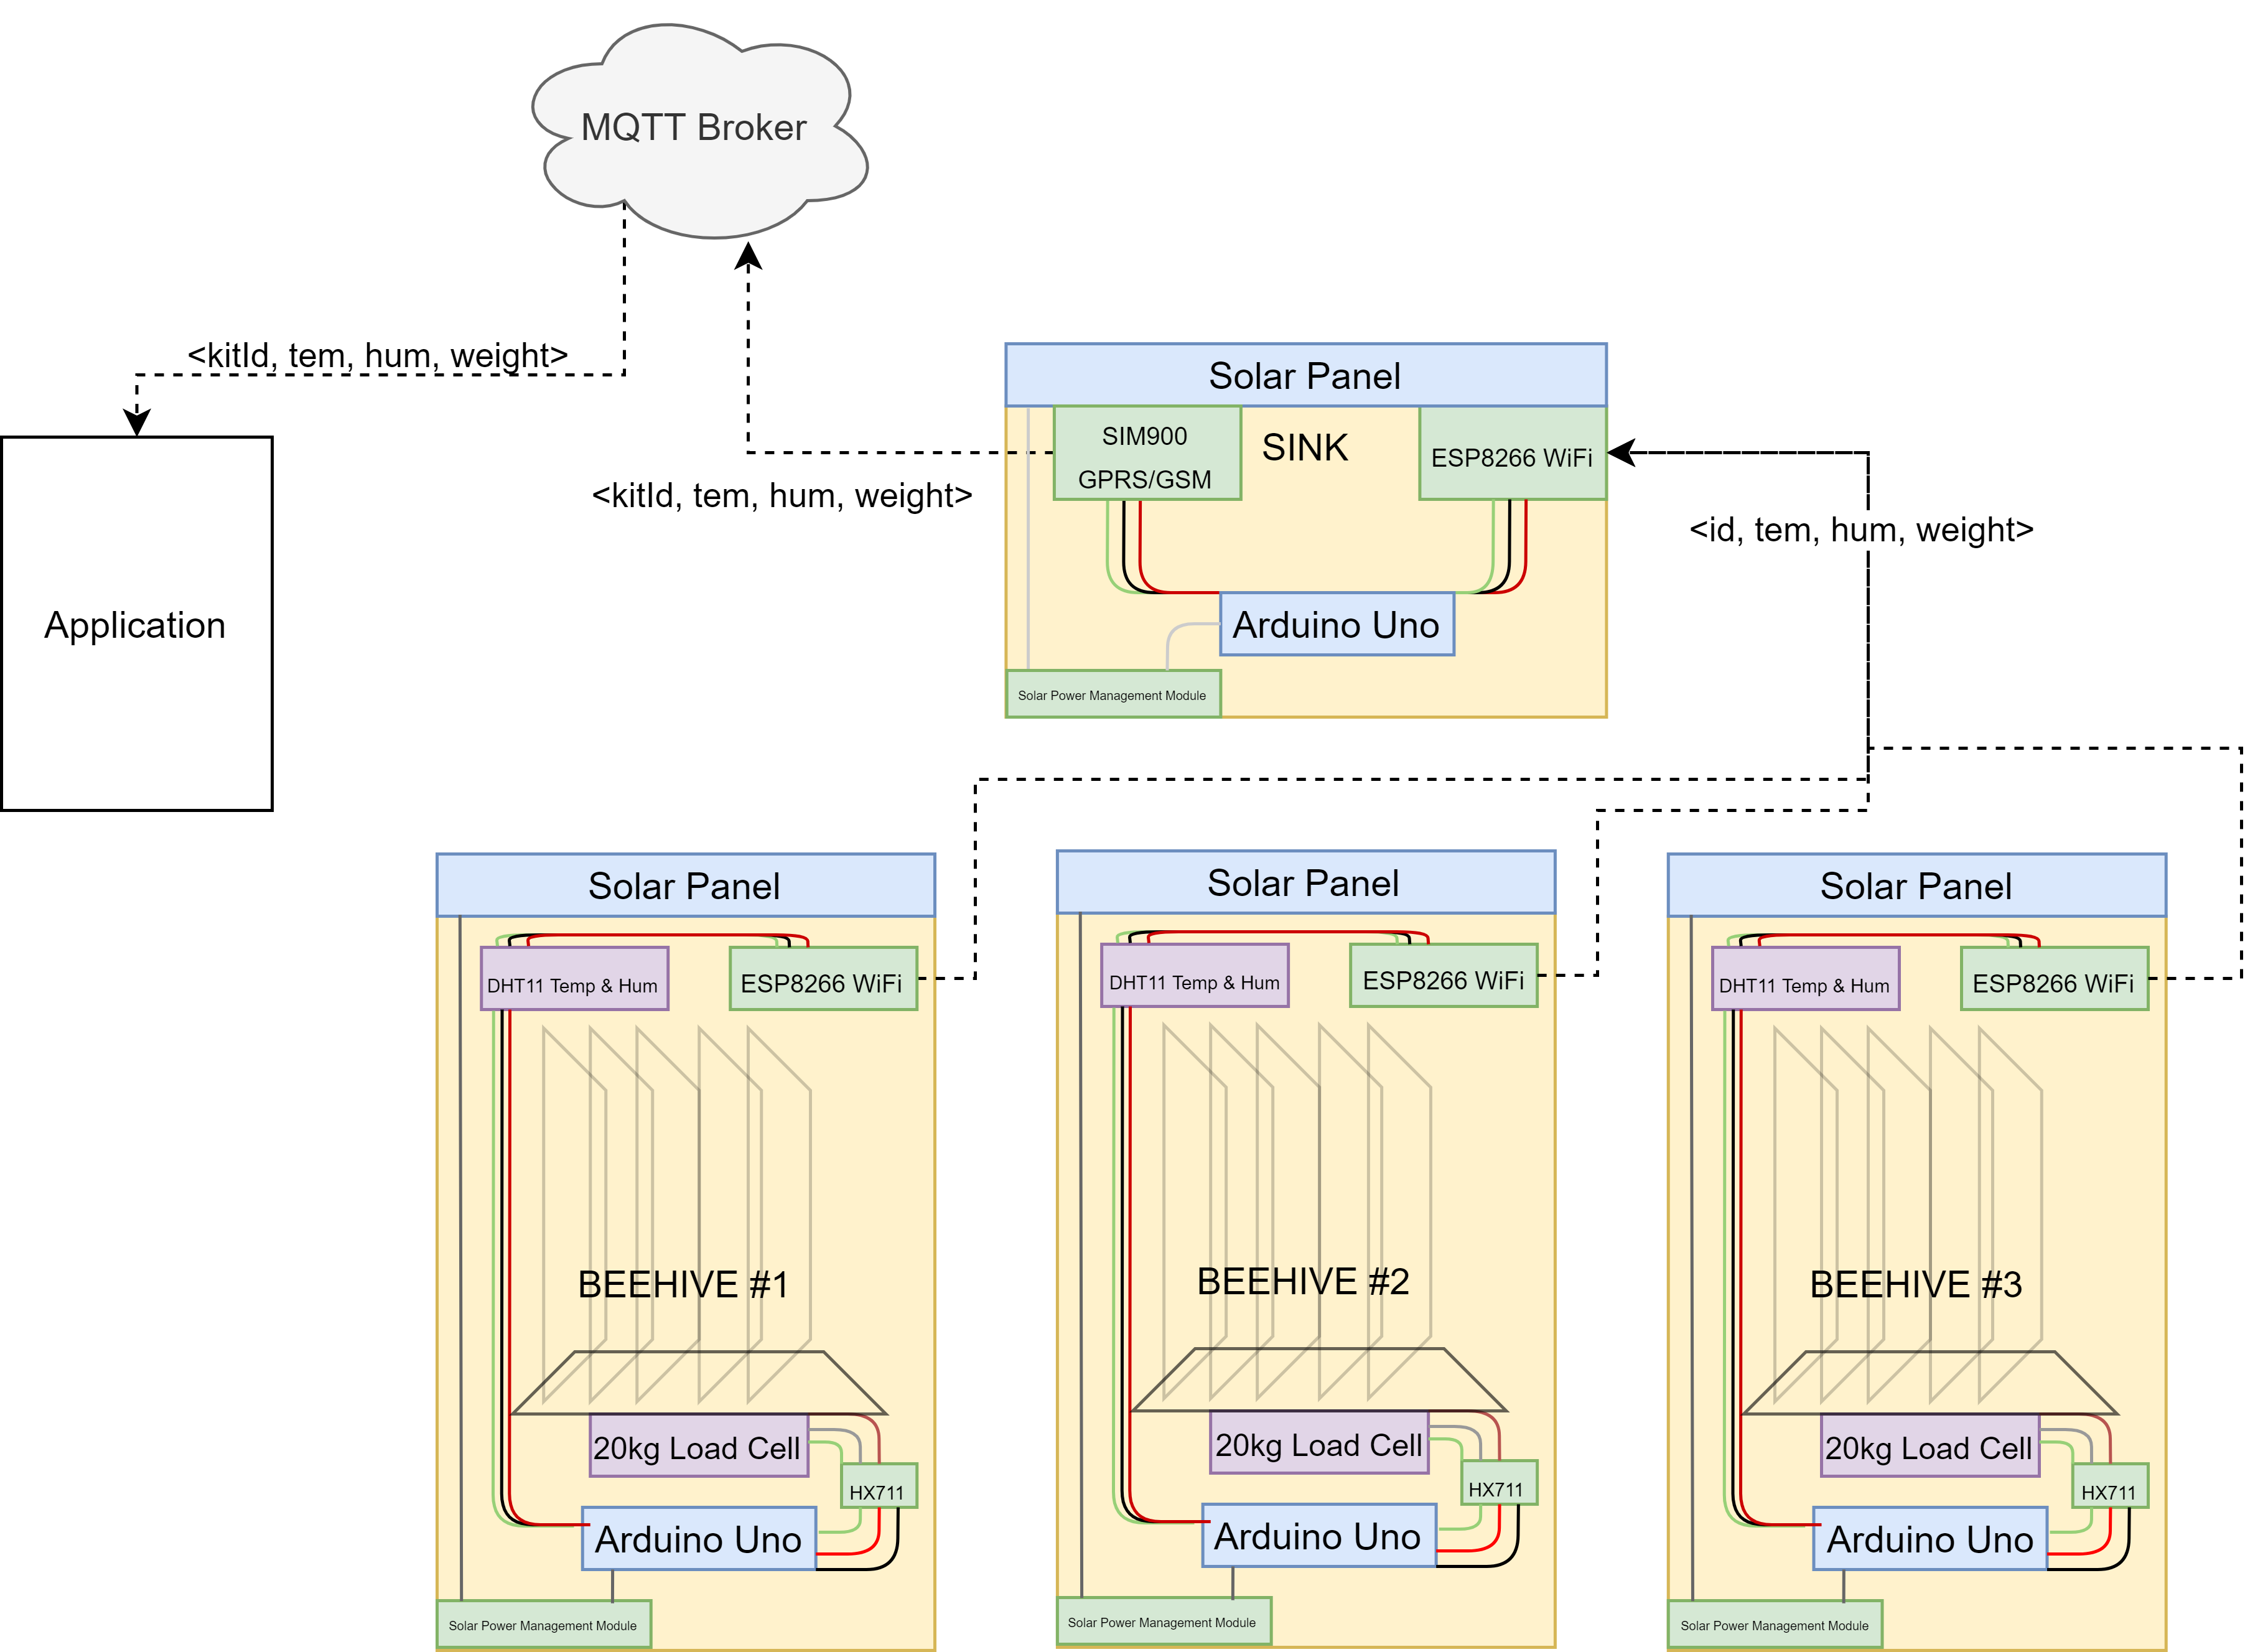 MQTT Broker
<kitId, tem, hum, weight>
Solar Panel
SIM900
GPRS/GSM
SINK
ESP8266 WiFi
<kitId, tem, hum, weight>
<id, tem, hum, weight>
Application
Arduino Uno
Solar Power Management Module
Solar Panel
DHT11 Temp & Hum
ESP8266 WiFi
BEEHIVE #1
20kg Load Cell
HX711
Arduino Uno
Solar Power Management Module
Solar Panel
DHT11 Temp & Hum
ESP8266 WiFi
BEEHIVE #2
20kg Load Cell
HX711
Arduino Uno
Solar Power Management Module
Solar Panel
DHT11 Temp & Hum
ESP8266 WiFi
BEEHIVE #3
20kg Load Cell
HX711
Arduino Uno
Solar Power Management Module